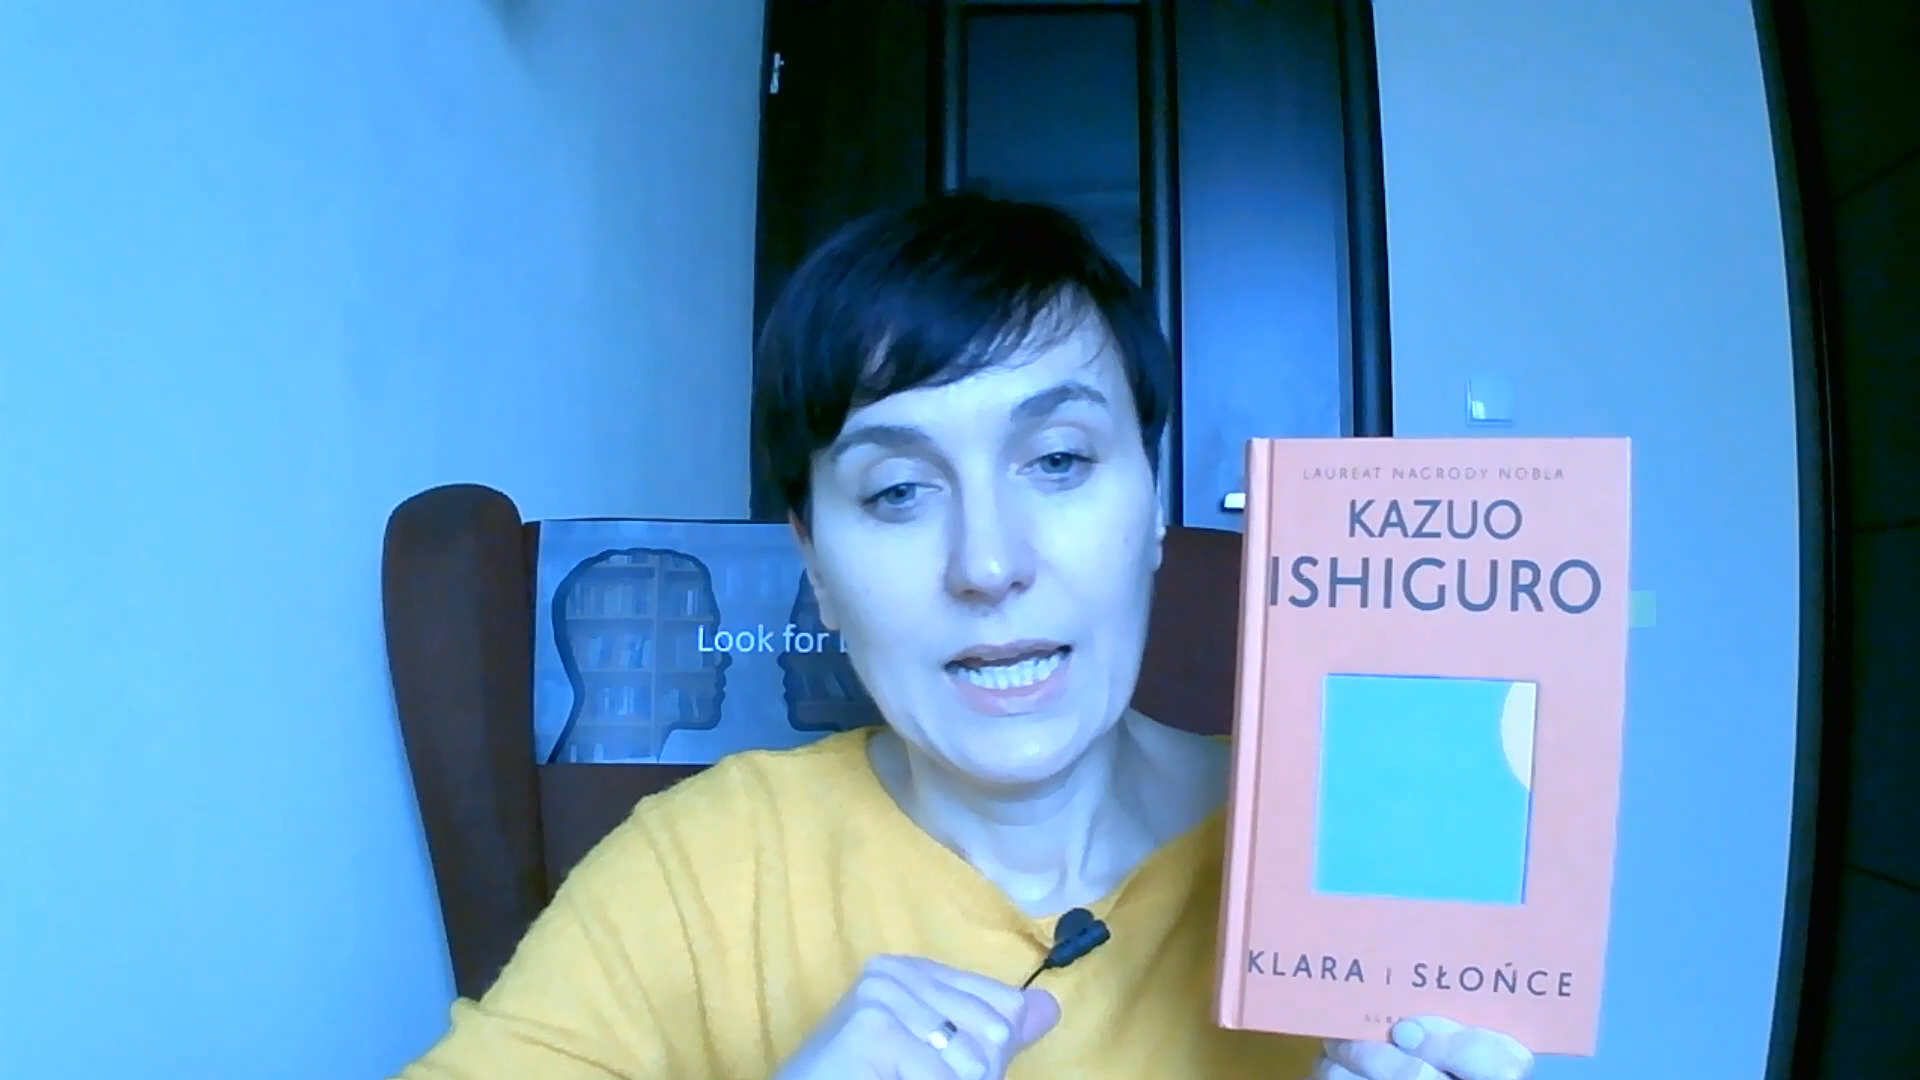 Look for
LAUREAT NAGRODY NOBLA
KAZUO
ISHIGURO
KLARA I SŁOŃCE